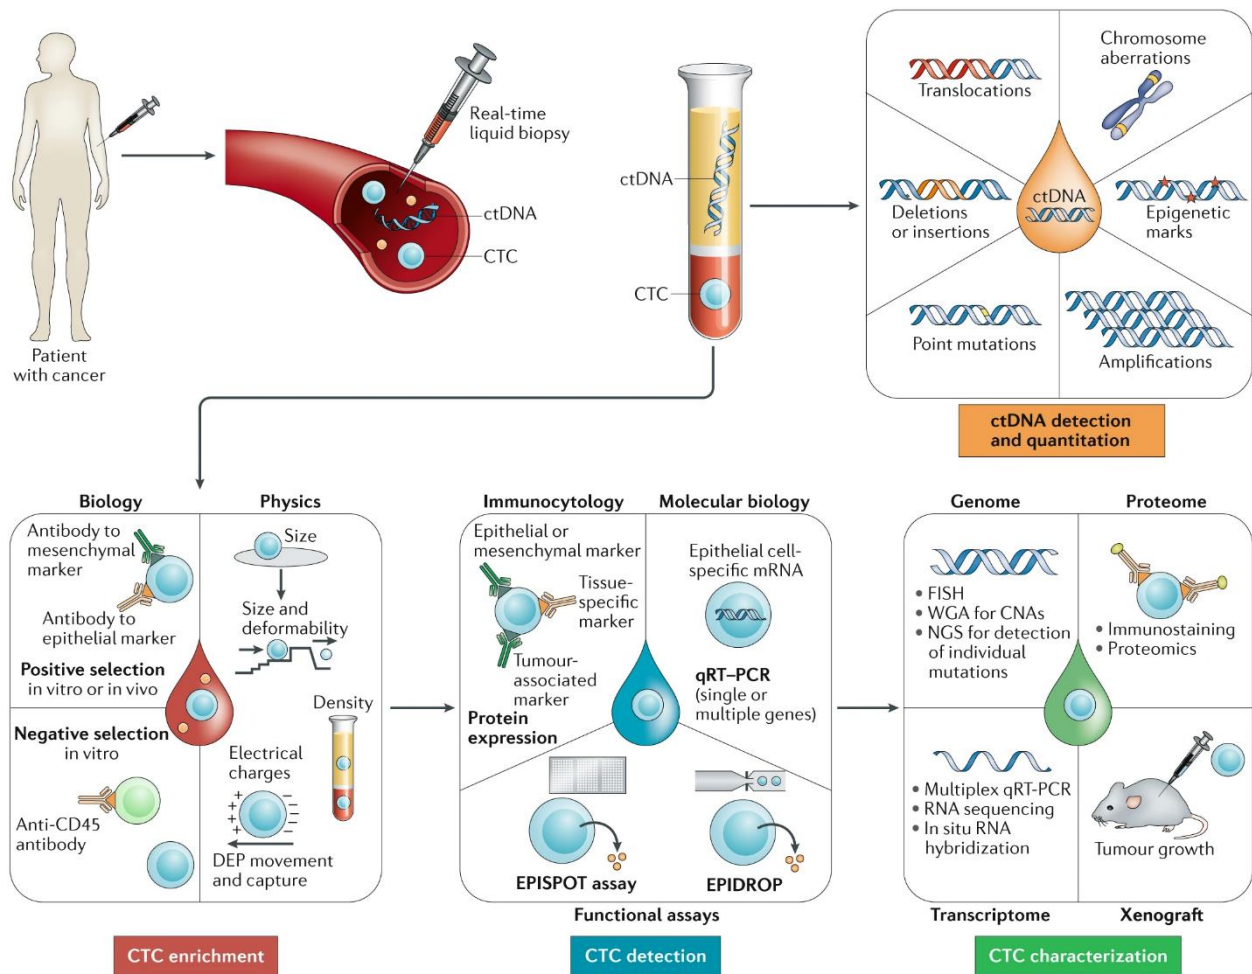 Patient
with cancer
Real-time
liquid biopsy
ctDNA
CTC
ctDNA
CTC
Translocations
Chromosome
aberrations
Deletions
or insertions
ctDNA
Epigenetic
marks
Point mutations
Amplifications
ctDNA detection
and quantitation
Biology
Physics
Antibody to
mesenchymal
marker
Antibody to
epithelial marker
Positive selection
in vitro or in vivo
Size
Size and
deformability
Negative selection
in vitro
Anti-CD45
antibody
Density
Electrical
charges
+ + + + + + +
– – – – – –
DEP movement
and capture
CTC enrichment
Immunocytology
Molecular biology
Epithelial or
mesenchymal marker
Tissue-
specific
marker
Tumour-
associated
marker
Protein
expression
Epithelial cell-
specific mRNA
qRT–PCR
(single or
multiple genes)
EPISPOT assay
EPIDROP
Functional assays
CTC detection
Genome
Proteome
• FISH
• WGA for CNAs
• NGS for detection
of individual
mutations
• Immunostaining
• Proteomics
• Multiplex qRT-PCR
• RNA sequencing
• In situ RNA
hybridization
Tumour growth
Transcriptome
Xenograft
CTC characterization